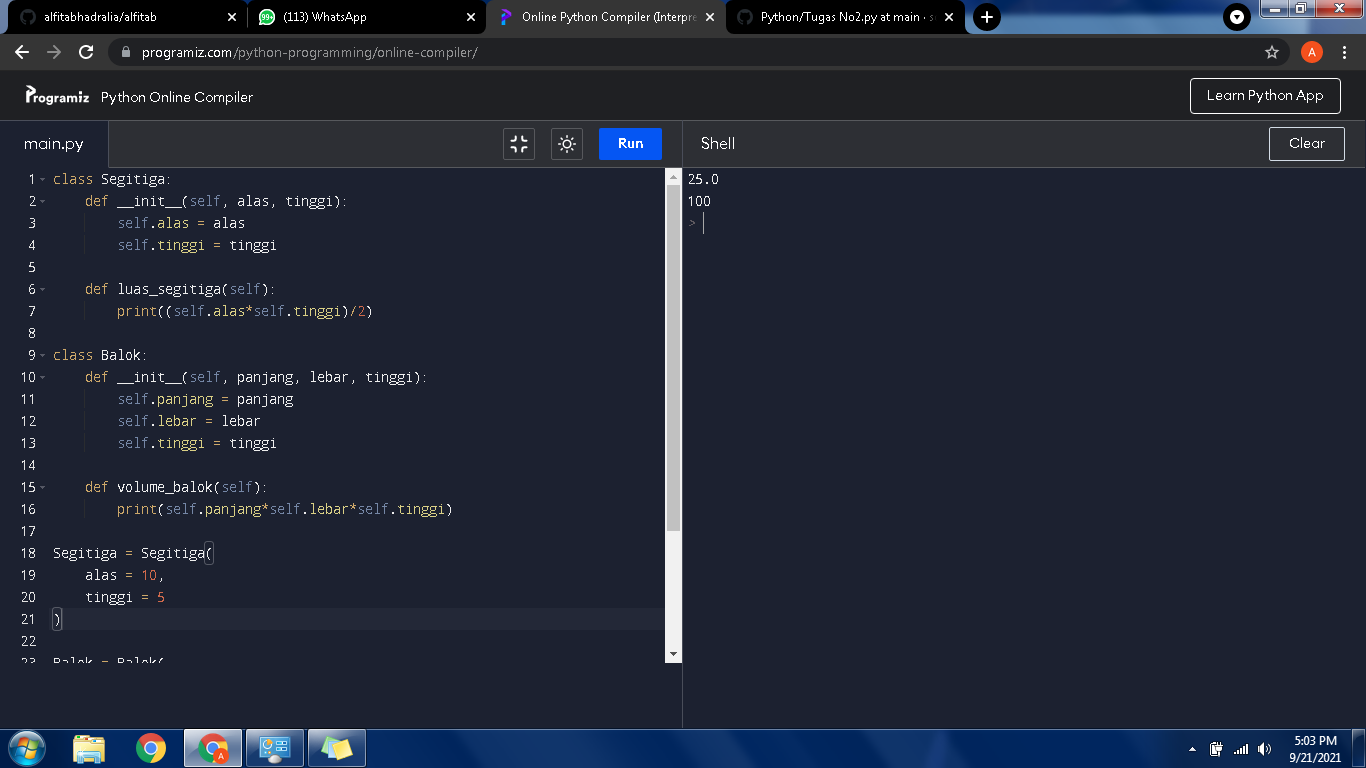 alfitabhadralia/alfitab
99+ (113) WhatsApp
Online Python Compiler (Interpre
Python/Tugas No2.py at main · s
programiz.com/python-programming/online-compiler/
A
Programiz Python Online Compiler
Learn Python App
main.py
Run
Shell
Clear
1 class Segitiga:
2     def __init__(self, alas, tinggi):
3         self.alas = alas
4         self.tinggi = tinggi
5
6     def luas_segitiga(self):
7         print((self.alas*self.tinggi)/2)
8
9 class Balok:
10     def __init__(self, panjang, lebar, tinggi):
11         self.panjang = panjang
12         self.lebar = lebar
13         self.tinggi = tinggi
14
15     def volume_balok(self):
16         print(self.panjang*self.lebar*self.tinggi)
17
18 Segitiga = Segitiga(
19     alas = 10,
20     tinggi = 5
21 )
22
23 Balok = Balok(
25.0
100
>
A
5:03 PM
9/21/2021